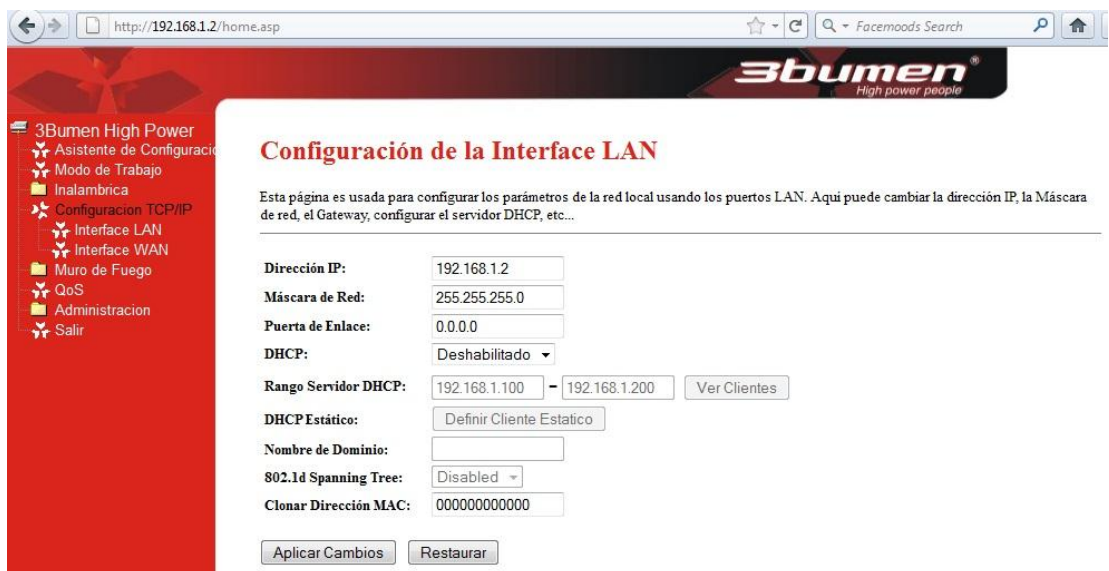 http://192.168.1.2/home.asp
Facemoods Search
3bumen®
High power people
3Bumen High Power
Asistente de Configuració
Modo de Trabajo
Inalambrica
Configuracion TCP/IP
Interface LAN
Interface WAN
Muro de Fuego
QoS
Administracion
Salir
Configuración de la Interface LAN
Esta página es usada para configurar los parámetros de la red local usando los puertos LAN. Aqui puede cambiar la dirección IP, la Máscara
de red, el Gateway, configurar el servidor DHCP, etc...
Dirección IP: 192.168.1.2
Máscara de Red: 255.255.255.0
Puerta de Enlace: 0.0.0.0
DHCP: Deshabilitado
Rango Servidor DHCP: 192.168.1.100 - 192.168.1.200 Ver Clientes
DHCP Estático: Definir Cliente Estatico
Nombre de Dominio:
802.1d Spanning Tree: Disabled
Clonar Dirección MAC: 000000000000
Aplicar Cambios Restaurar